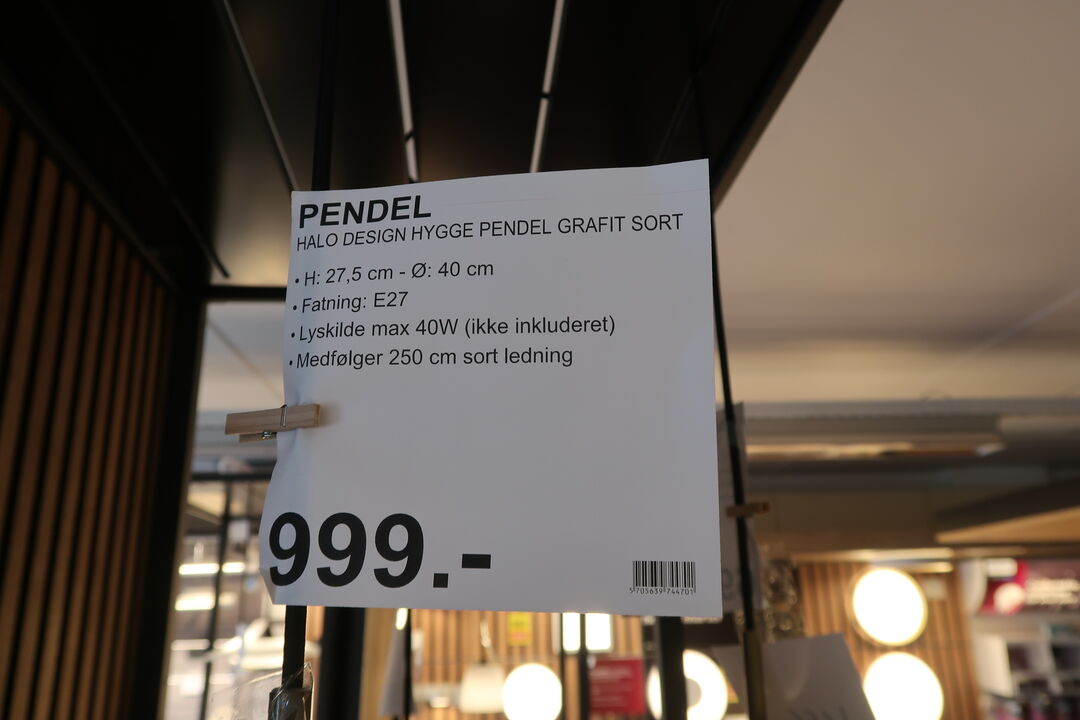 PENDEL
HALO DESIGN HYGGE PENDEL GRAFIT SORT
• H: 27,5 cm - Ø: 40 cm
• Fatning: E27
• Lyskilde max 40W (ikke inkluderet)
• Medfølger 250 cm sort ledning
999.-
5705639744701